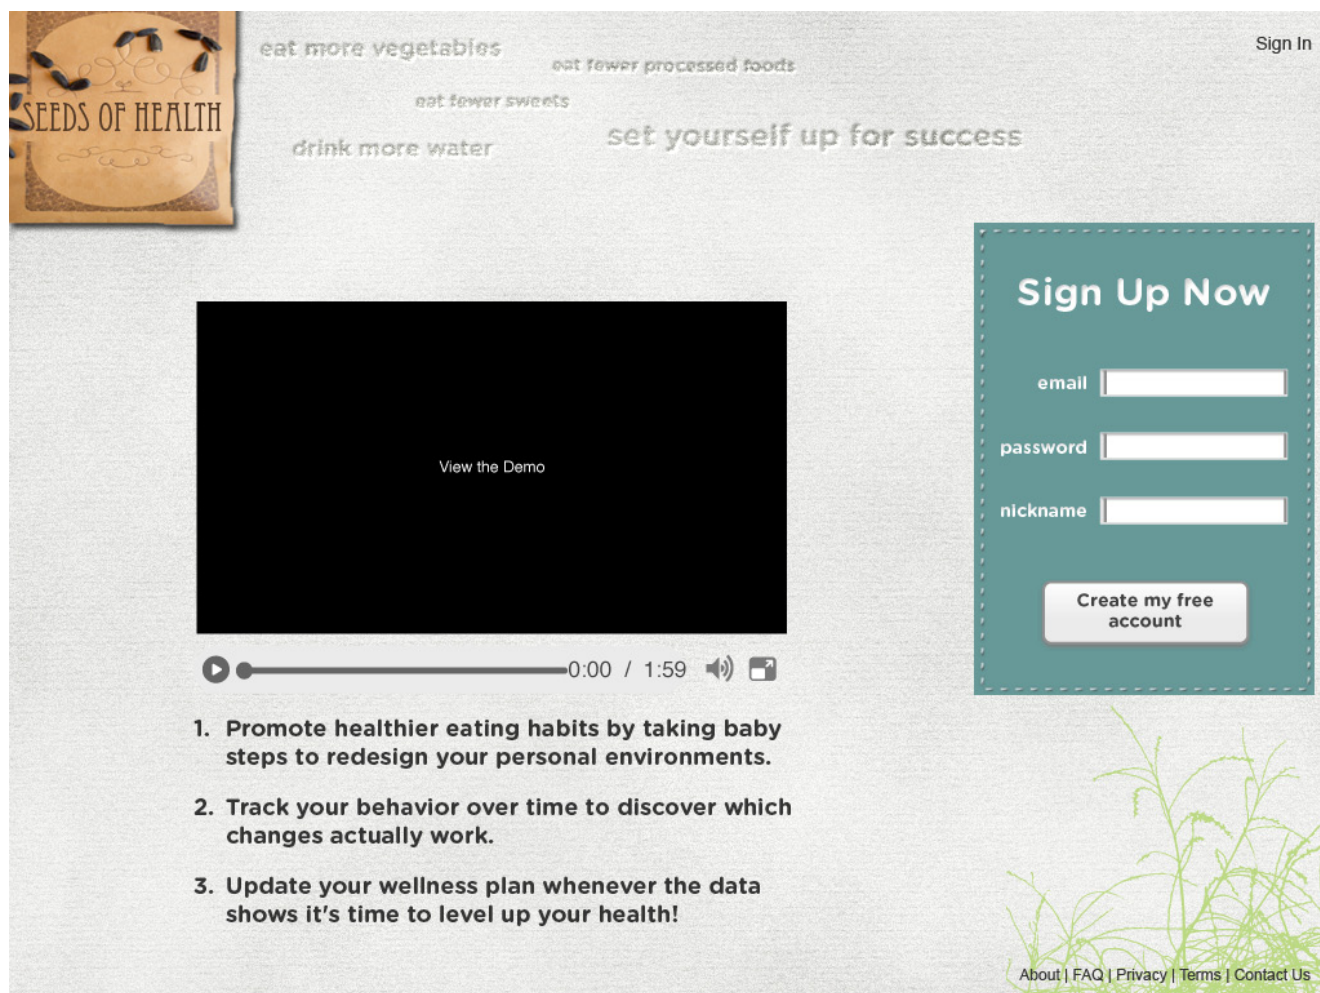 SEEDS OF HEALTH
eat more vegetables
eat fewer processed foods
eat fewer sweets
drink more water
set yourself up for success
Sign In
View the Demo
0:00 / 1:59
1. Promote healthier eating habits by taking baby
steps to redesign your personal environments.
2. Track your behavior over time to discover which
changes actually work.
3. Update your wellness plan whenever the data
shows it's time to level up your health!
Sign Up Now
email
password
nickname
Create my free
account
About | FAQ | Privacy | Terms | Contact Us